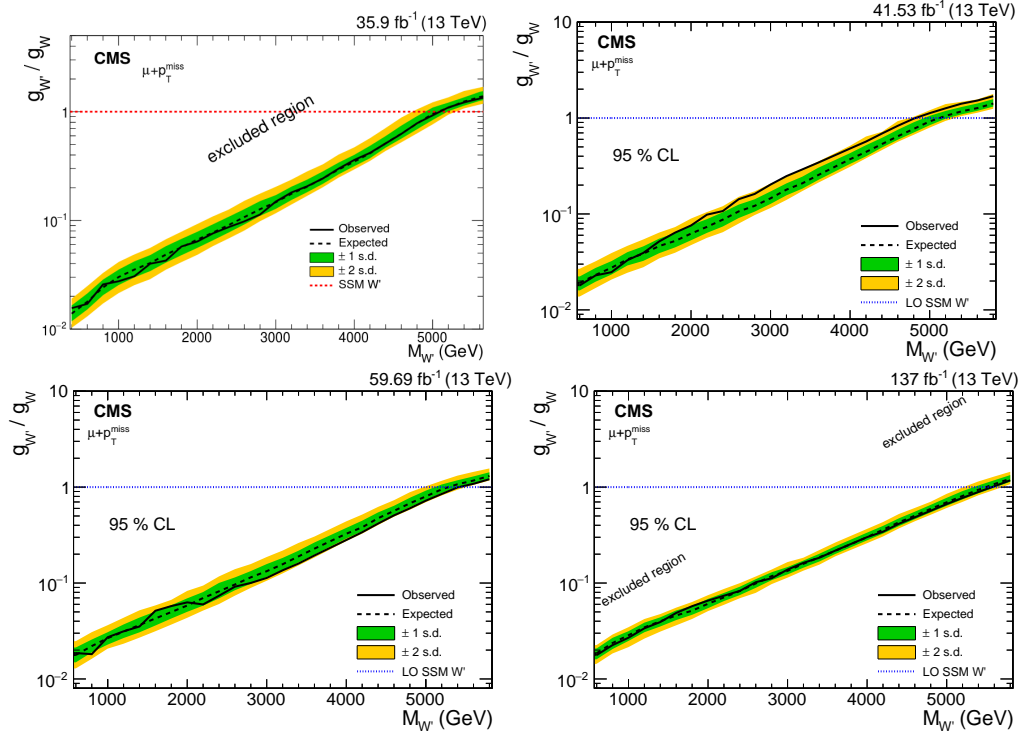 35.9 fb⁻¹ (13 TeV)
g_W' / g_W
CMS
μ+p_T^miss
excluded region
1
10⁻¹
10⁻²
Observed
Expected
± 1 s.d.
± 2 s.d.
SSM W'
1000 2000 3000 4000 5000
M_W' (GeV)
41.53 fb⁻¹ (13 TeV)
g_W' / g_W
10
CMS
μ+p_T^miss
1
95 % CL
10⁻¹
10⁻²
Observed
Expected
± 1 s.d.
± 2 s.d.
LO SSM W'
1000 2000 3000 4000 5000
M_W' (GeV)
59.69 fb⁻¹ (13 TeV)
g_W' / g_W
10
CMS
μ+p_T^miss
1
95 % CL
10⁻¹
10⁻²
Observed
Expected
± 1 s.d.
± 2 s.d.
LO SSM W'
1000 2000 3000 4000 5000
M_W' (GeV)
137 fb⁻¹ (13 TeV)
g_W' / g_W
10
CMS
μ+p_T^miss
excluded region
1
95 % CL
excluded region
10⁻¹
10⁻²
Observed
Expected
± 1 s.d.
± 2 s.d.
LO SSM W'
1000 2000 3000 4000 5000
M_W' (GeV)